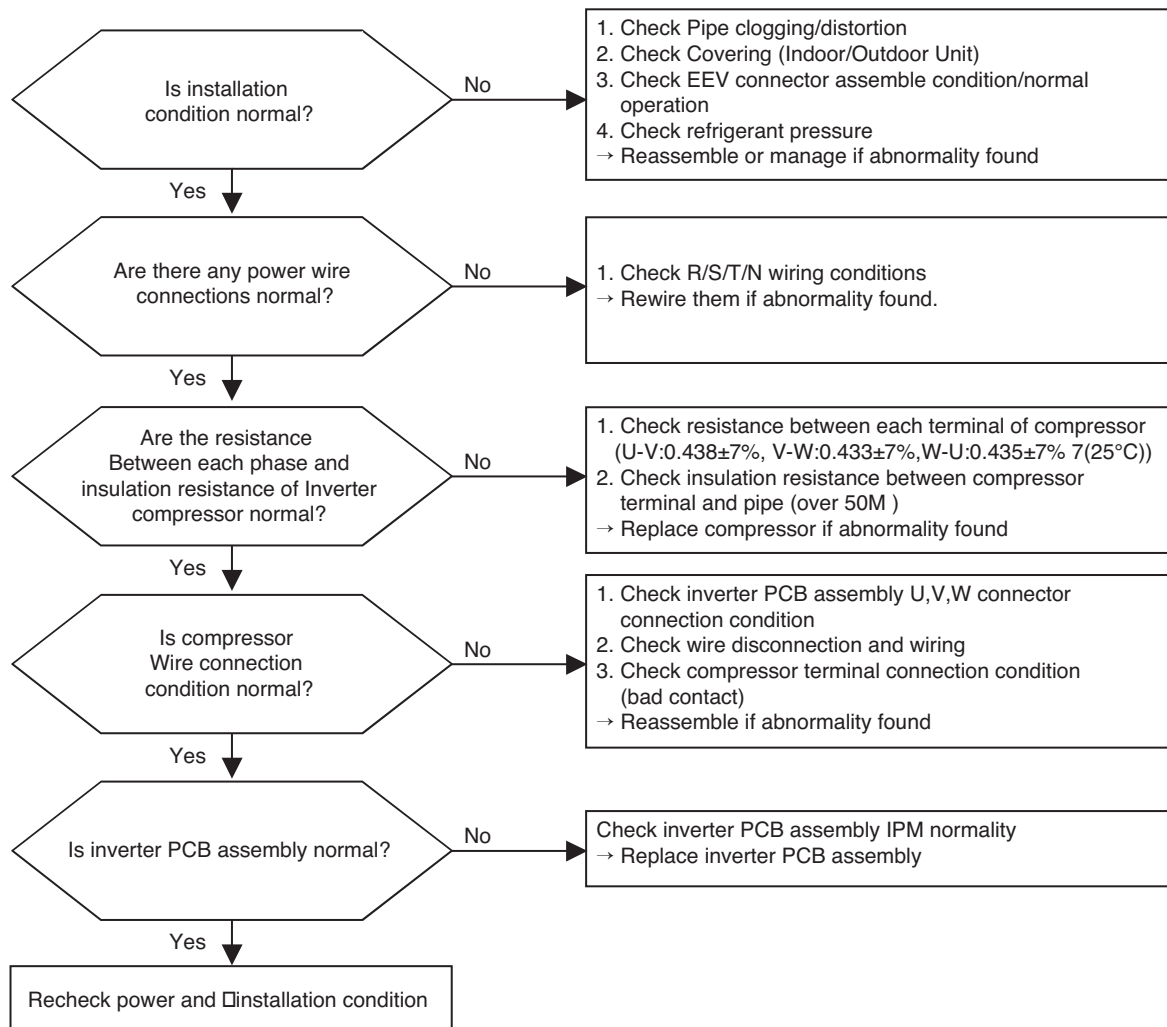 Is installation
condition normal?
No
1. Check Pipe clogging/distortion
2. Check Covering (Indoor/Outdoor Unit)
3. Check EEV connector assemble condition/normal
operation
4. Check refrigerant pressure
→ Reassemble or manage if abnormality found
Yes
Are there any power wire
connections normal?
No
1. Check R/S/T/N wiring conditions
→ Rewire them if abnormality found.
Yes
Are the resistance
Between each phase and
insulation resistance of Inverter
compressor normal?
No
1. Check resistance between each terminal of compressor
(U-V:0.438±7%, V-W:0.433±7%,W-U:0.435±7% 7(25°C))
2. Check insulation resistance between compressor
terminal and pipe (over 50M )
→ Replace compressor if abnormality found
Yes
Is compressor
Wire connection
condition normal?
No
1. Check inverter PCB assembly U,V,W connector
connection condition
2. Check wire disconnection and wiring
3. Check compressor terminal connection condition
(bad contact)
→ Reassemble if abnormality found
Yes
Is inverter PCB assembly normal?
No
Check inverter PCB assembly IPM normality
→ Replace inverter PCB assembly
Yes
Recheck power and □installation condition